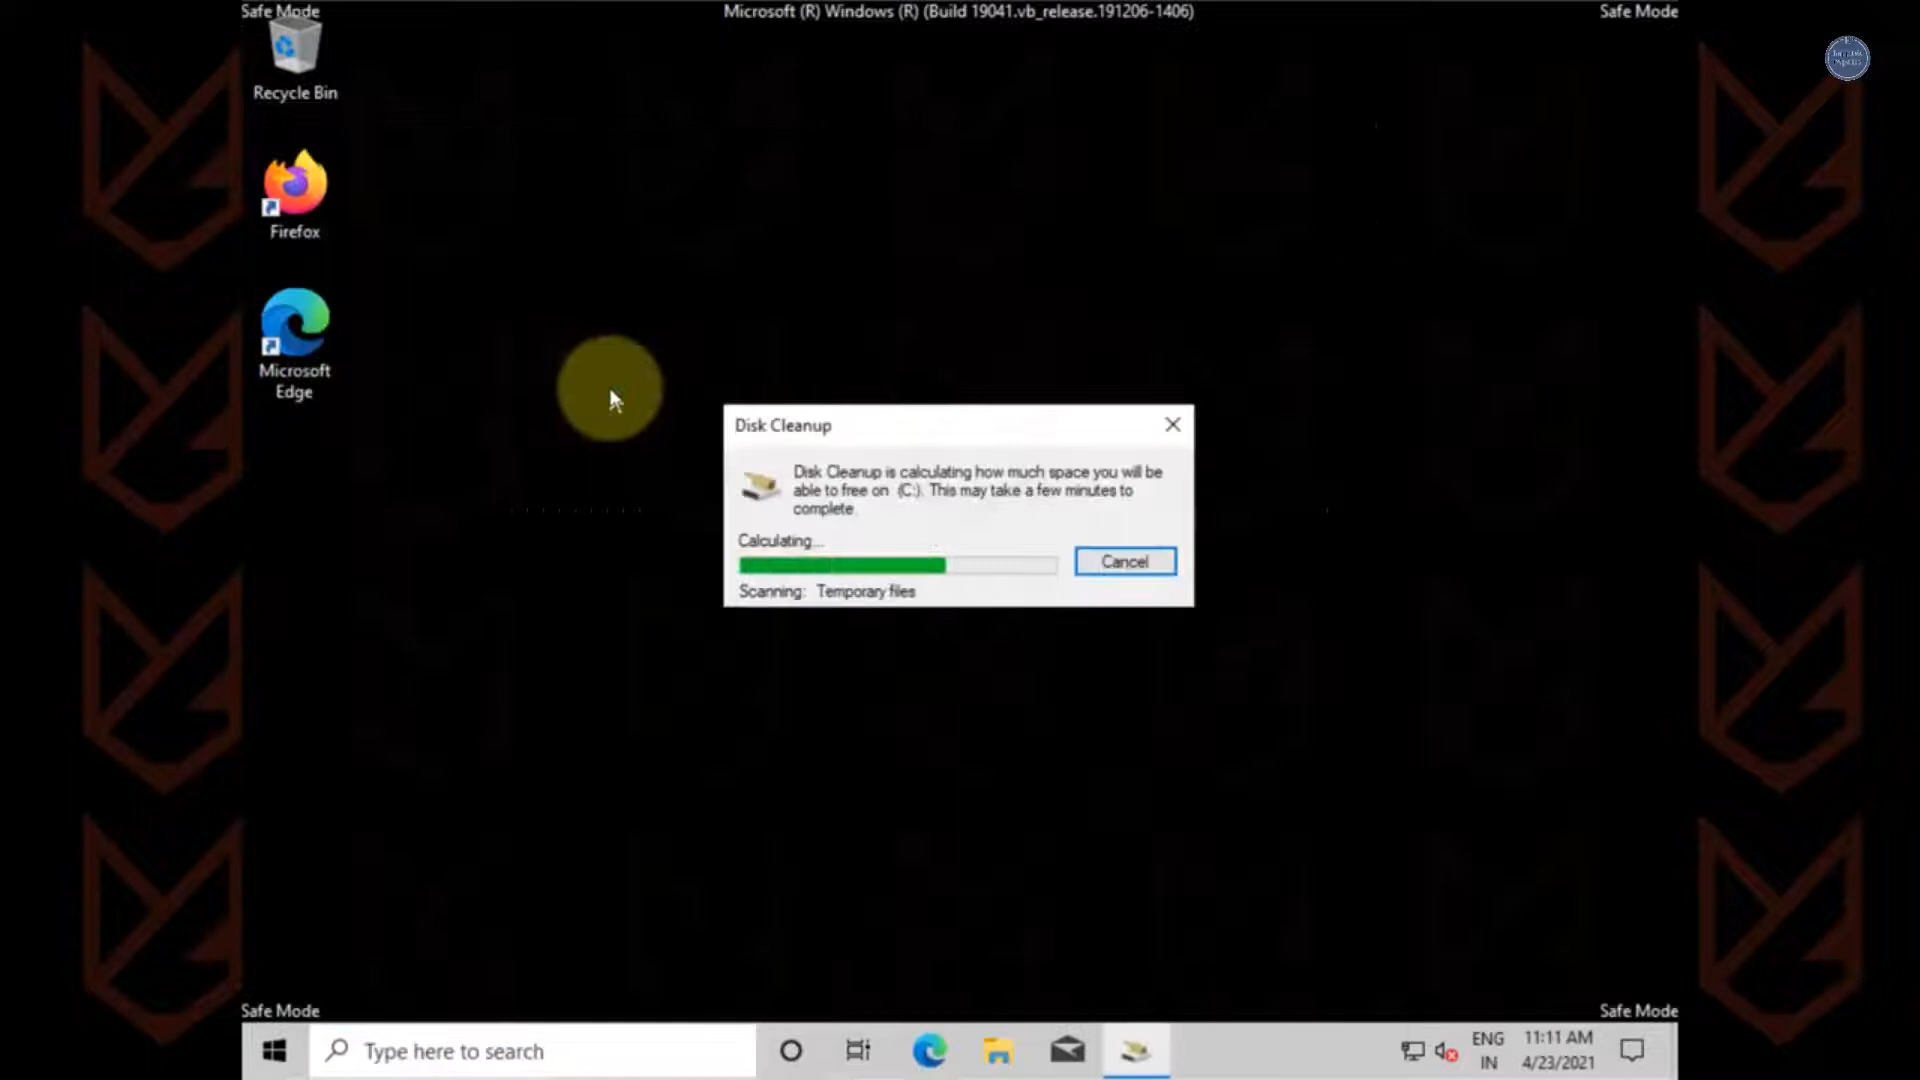 Safe Mode
Microsoft (R) Windows (R) (Build 19041.vb_release.191206-1406)
Safe Mode
Recycle Bin
Firefox
Microsoft
Edge
Disk Cleanup
Disk Cleanup is calculating how much space you will be
able to free on (C:). This may take a few minutes to
complete.
Calculating...
Cancel
Scanning: Temporary files
Safe Mode
Safe Mode
Type here to search
ENG
IN
11:11 AM
4/23/2021